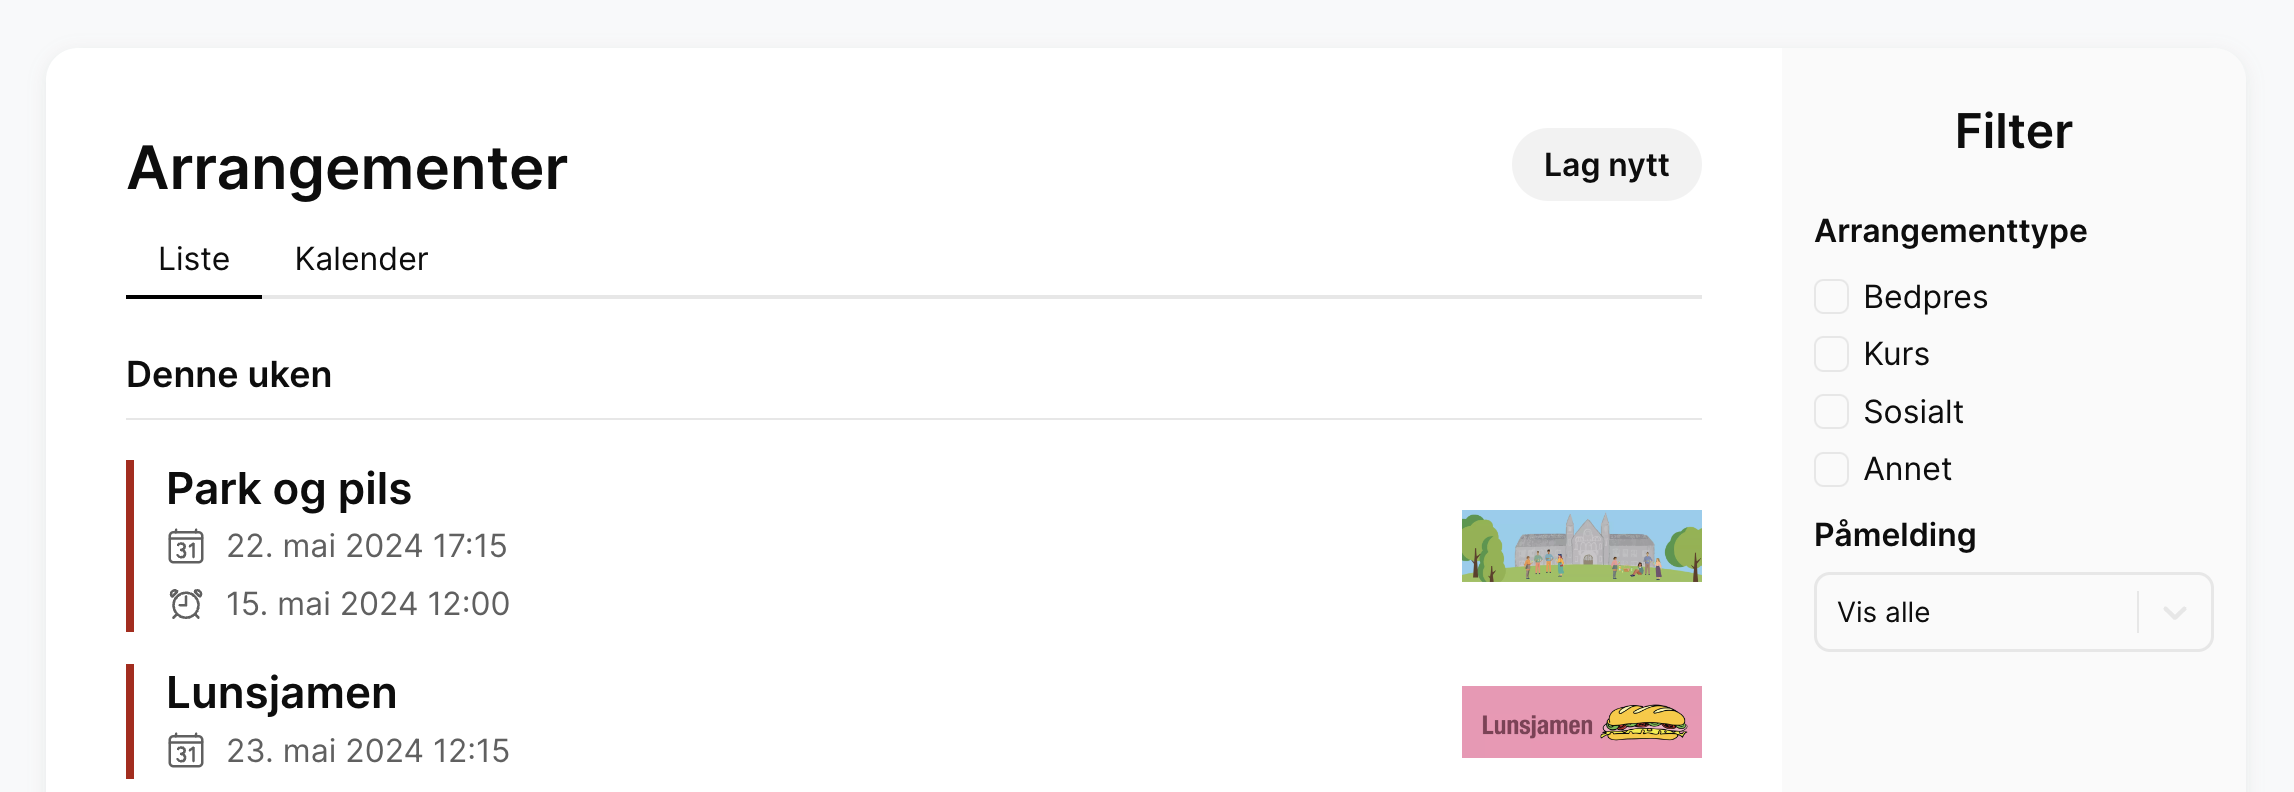 Arrangementer
Lag nytt
Liste
Kalender
Denne uken
Park og pils
31 22. mai 2024 17:15
15. mai 2024 12:00
Lunsjamen
31 23. mai 2024 12:15
Lunsjamen
Filter
Arrangementtype
Bedpres
Kurs
Sosialt
Annet
Påmelding
Vis alle